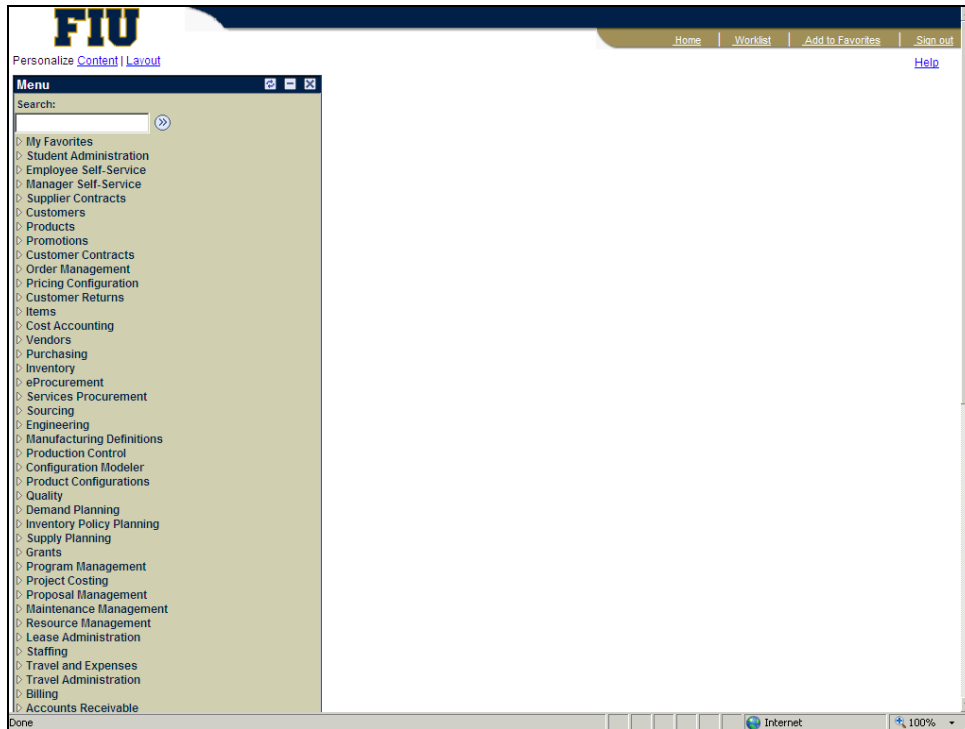 FIU
Home | Worklist | Add to Favorites | Sign out
Personalize Content | Layout
Help
Menu
Search:
My Favorites
Student Administration
Employee Self-Service
Manager Self-Service
Supplier Contracts
Customers
Products
Promotions
Customer Contracts
Order Management
Pricing Configuration
Customer Returns
Items
Cost Accounting
Vendors
Purchasing
Inventory
eProcurement
Services Procurement
Sourcing
Engineering
Manufacturing Definitions
Production Control
Configuration Modeler
Product Configurations
Quality
Demand Planning
Inventory Policy Planning
Supply Planning
Grants
Program Management
Project Costing
Proposal Management
Maintenance Management
Resource Management
Lease Administration
Staffing
Travel and Expenses
Travel Administration
Billing
Accounts Receivable
Done
Internet
100%